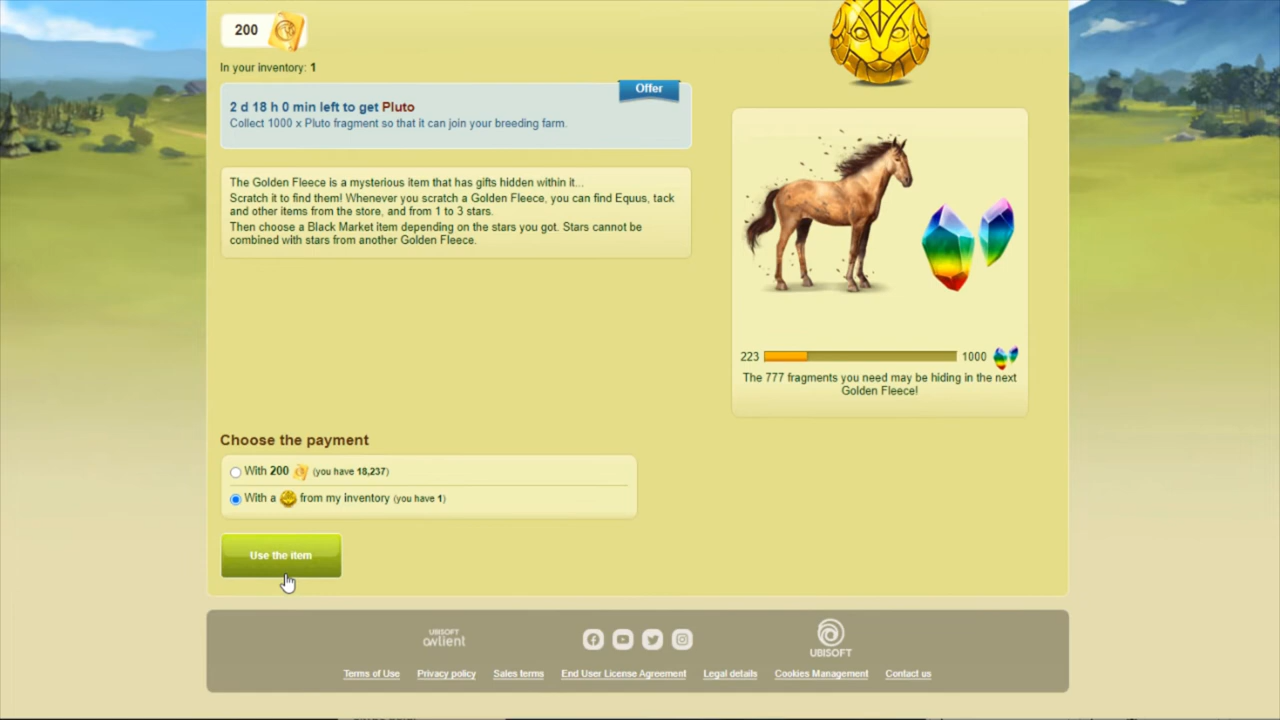 200
In your inventory: 1
Offer
2 d 18 h 0 min left to get Pluto
Collect 1000 x Pluto fragment so that it can join your breeding farm.
The Golden Fleece is a mysterious item that has gifts hidden within it...
Scratch it to find them! Whenever you scratch a Golden Fleece, you can find Equus, tack
and other items from the store, and from 1 to 3 stars.
Then choose a Black Market item depending on the stars you got. Stars cannot be
combined with stars from another Golden Fleece.
223 1000
The 777 fragments you need may be hiding in the next
Golden Fleece!
Choose the payment
With 200 (you have 18,237)
With a from my inventory (you have 1)
Use the item
UBISOFT
owlient
UBISOFT
Terms of Use Privacy policy Sales terms End User License Agreement Legal details Cookies Management Contact us